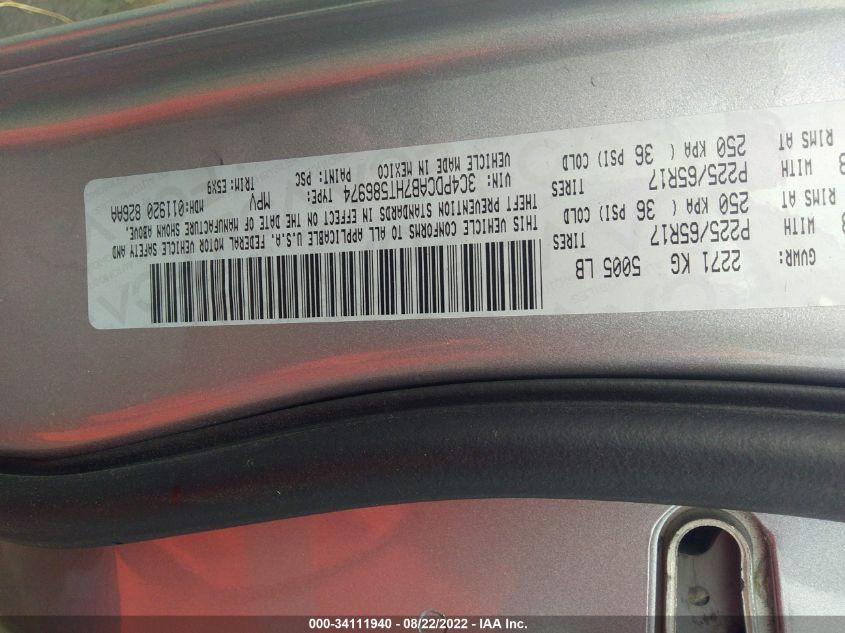 GVWR: 2271 KG 5005 LB
WITH P225/65R17 TIRES
RIMS AT 250 KPA ( 36 PSI) COLD
WITH P225/65R17 TIRES
RIMS AT 250 KPA ( 36 PSI) COLD
THIS VEHICLE CONFORMS TO ALL APPLICABLE U.S.A. FEDERAL MOTOR VEHICLE SAFETY AND
THEFT PREVENTION STANDARDS IN EFFECT ON THE DATE OF MANUFACTURE SHOWN ABOVE.
VIN: 3C4PDCAB7HT586974 TYPE: MPV MDH:011920 826AA
VEHICLE MADE IN MEXICO PAINT: PSC TRIM: E5X9
000-34111940 - 08/22/2022 - IAA Inc.